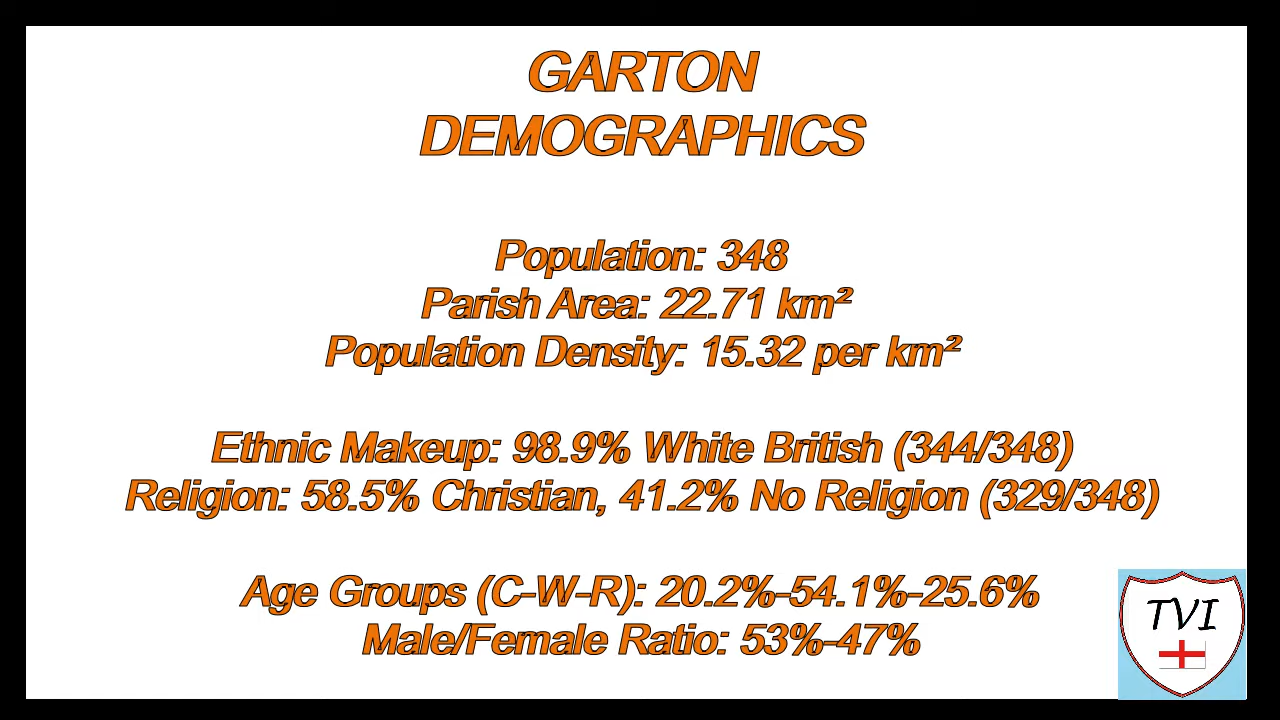 GARTON
DEMOGRAPHICS
Population: 348
Parish Area: 22.71 km²
Population Density: 15.32 per km²
Ethnic Makeup: 98.9% White British (344/348)
Religion: 58.5% Christian, 41.2% No Religion (329/348)
Age Groups (C-W-R): 20.2%-54.1%-25.6%
Male/Female Ratio: 53%-47%
TVI